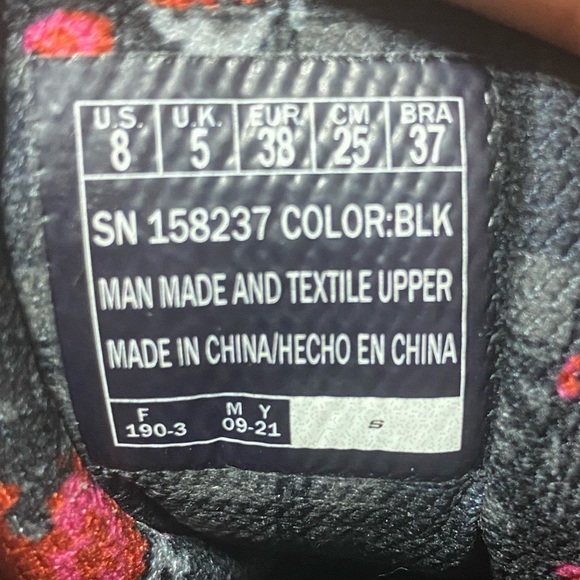 U.S. U.K. EUR CM BRA
8 5 38 25 37
SN 158237 COLOR:BLK
MAN MADE AND TEXTILE UPPER
MADE IN CHINA/HECHO EN CHINA
F M Y
190-3 09-21
S